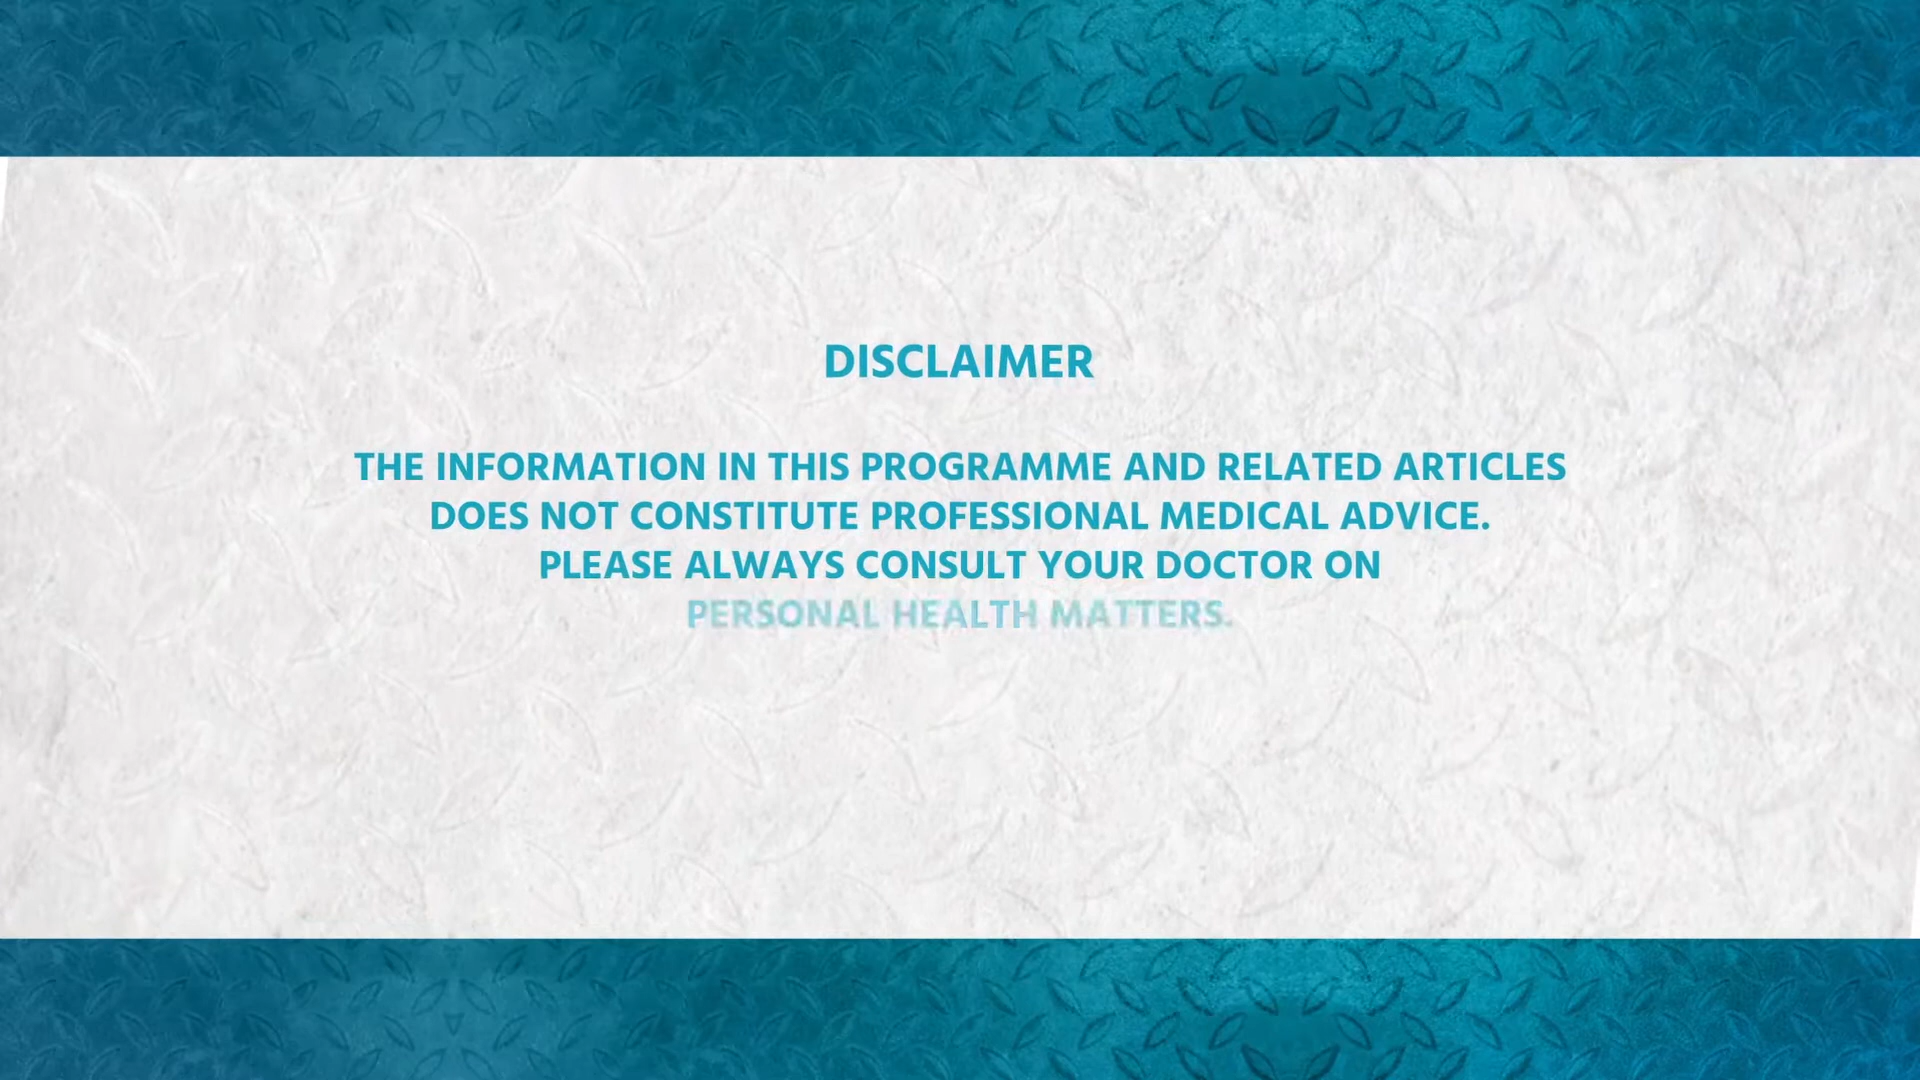 DISCLAIMER
THE INFORMATION IN THIS PROGRAMME AND RELATED ARTICLES
DOES NOT CONSTITUTE PROFESSIONAL MEDICAL ADVICE.
PLEASE ALWAYS CONSULT YOUR DOCTOR ON
PERSONAL HEALTH MATTERS.